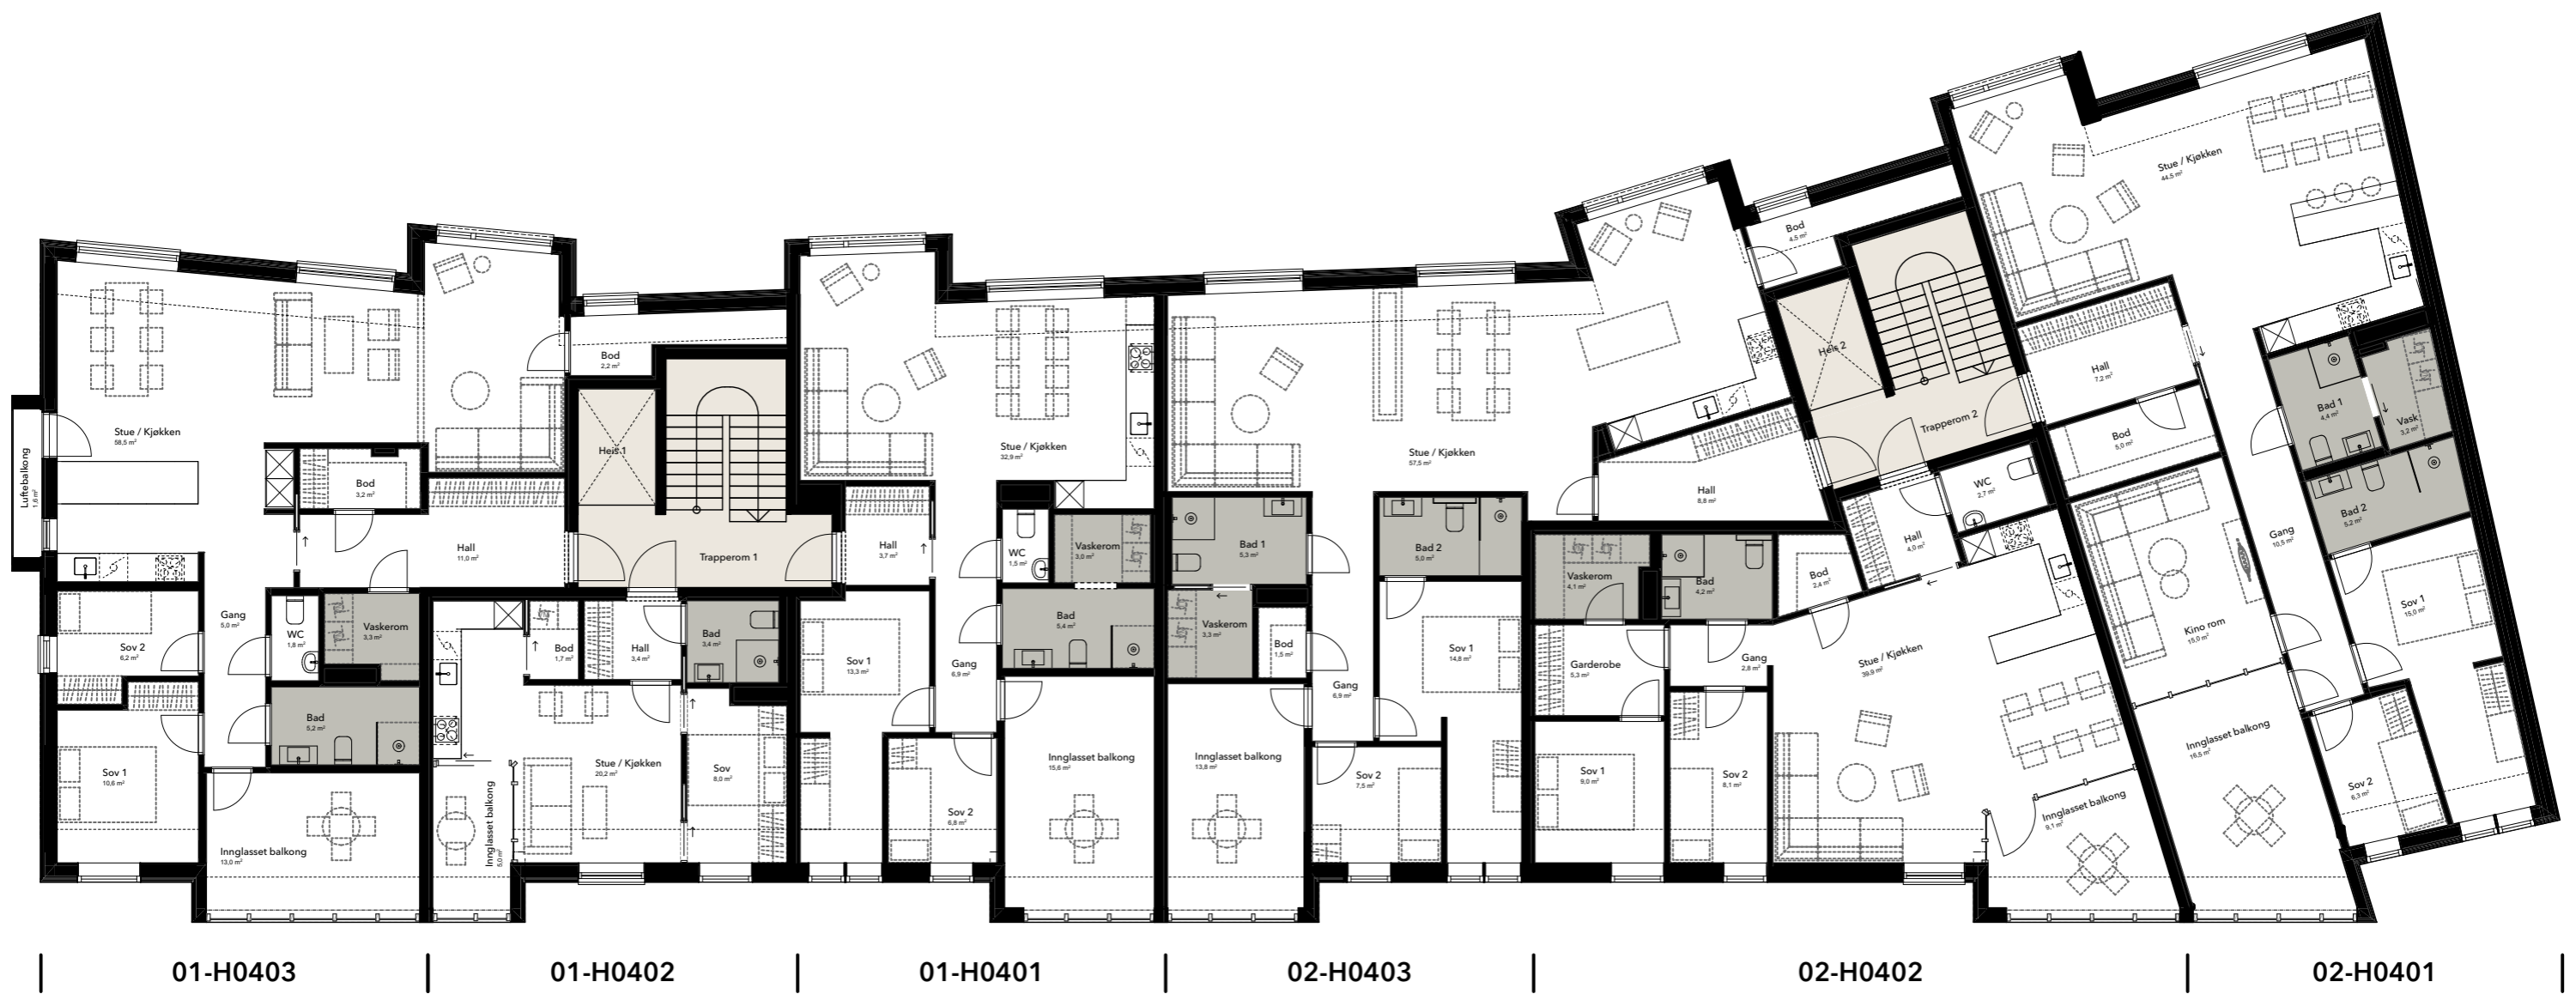 Luftebalkong
1,6 m²
Stue / Kjøkken
58,5 m²
Bod
3,2 m²
Hall
11,0 m²
Gang
5,0 m²
WC
1,8 m²
Vaskerom
3,3 m²
Sov 2
6,2 m²
Bad
5,2 m²
Sov 1
10,6 m²
Innglasset balkong
13,0 m²
Bod
2,2 m²
Heis 1
Trapperom 1
Bod
1,7 m²
Hall
3,4 m²
Bad
3,4 m²
Stue / Kjøkken
20,2 m²
Sov
8,0 m²
Innglasset balkong
5,0 m²
Stue / Kjøkken
32,9 m²
Hall
3,7 m²
WC
1,5 m²
Vaskerom
3,0 m²
Bad
5,4 m²
Sov 1
13,3 m²
Gang
6,9 m²
Sov 2
6,8 m²
Innglasset balkong
15,6 m²
Stue / Kjøkken
57,5 m²
Bad 1
5,3 m²
Bad 2
5,0 m²
Vaskerom
3,3 m²
Bod
1,5 m²
Gang
6,9 m²
Sov 1
14,8 m²
Innglasset balkong
13,8 m²
Sov 2
7,5 m²
Bod
4,5 m²
Hall
8,8 m²
Heis 2
Trapperom 2
Vaskerom
4,1 m²
Bad
4,2 m²
Bod
2,4 m²
Hall
4,0 m²
WC
2,7 m²
Garderobe
5,3 m²
Gang
2,8 m²
Stue / Kjøkken
39,9 m²
Sov 1
9,0 m²
Sov 2
8,1 m²
Innglasset balkong
9,1 m²
Stue / Kjøkken
44,5 m²
Hall
7,2 m²
Bod
5,0 m²
Bad 1
4,4 m²
Vask
3,2 m²
Bad 2
5,2 m²
Gang
10,5 m²
Kino rom
15,0 m²
Sov 1
15,0 m²
Innglasset balkong
16,5 m²
Sov 2
6,3 m²
01-H0403
01-H0402
01-H0401
02-H0403
02-H0402
02-H0401